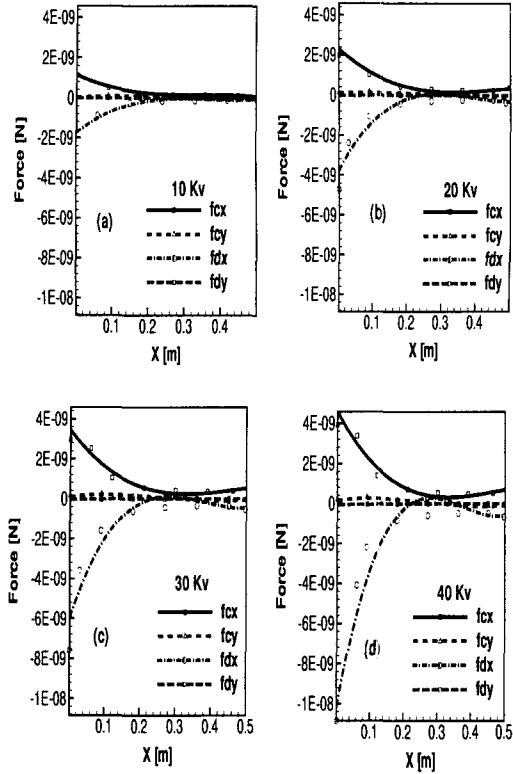 4E-09
2E-09
0
-2E-09
-4E-09
-6E-09
-8E-09
-1E-08
Force [N]
10 Kv
(a)
fcx
fcy
fdx
fdy
0.1 0.2 0.3 0.4
X [m]
4E-09
2E-09
0
-2E-09
-4E-09
-6E-09
-8E-09
-1E-08
Force [N]
20 Kv
(b)
fcx
fcy
fdx
fdy
0.1 0.2 0.3 0.4 0.5
X [m]
4E-09
2E-09
0
-2E-09
-4E-09
-6E-09
-8E-09
-1E-08
Force [N]
30 Kv
(c)
fcx
fcy
fdx
fdy
0.1 0.2 0.3 0.4 0.5
X [m]
4E-09
2E-09
0
-2E-09
-4E-09
-6E-09
-8E-09
-1E-08
Force [N]
40 Kv
(d)
fcx
fcy
fdx
fdy
0.1 0.2 0.3 0.4 0.5
X [m]